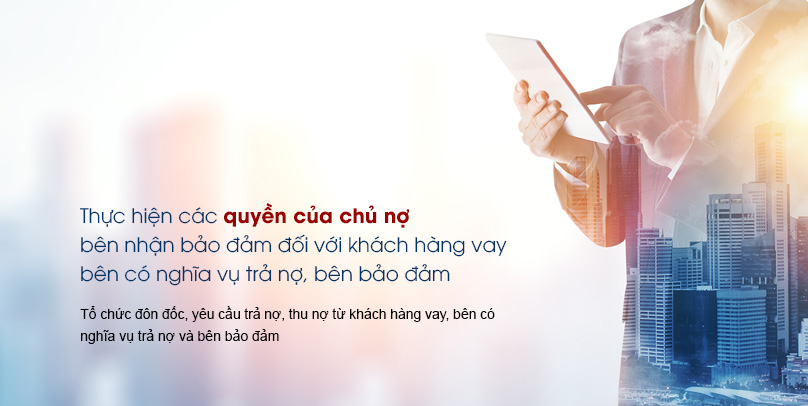 Thực hiện các quyền của chủ nợ
bên nhận bảo đảm đối với khách hàng vay
bên có nghĩa vụ trả nợ, bên bảo đảm
Tổ chức đôn đốc, yêu cầu trả nợ, thu nợ từ khách hàng vay, bên có
nghĩa vụ trả nợ và bên bảo đảm